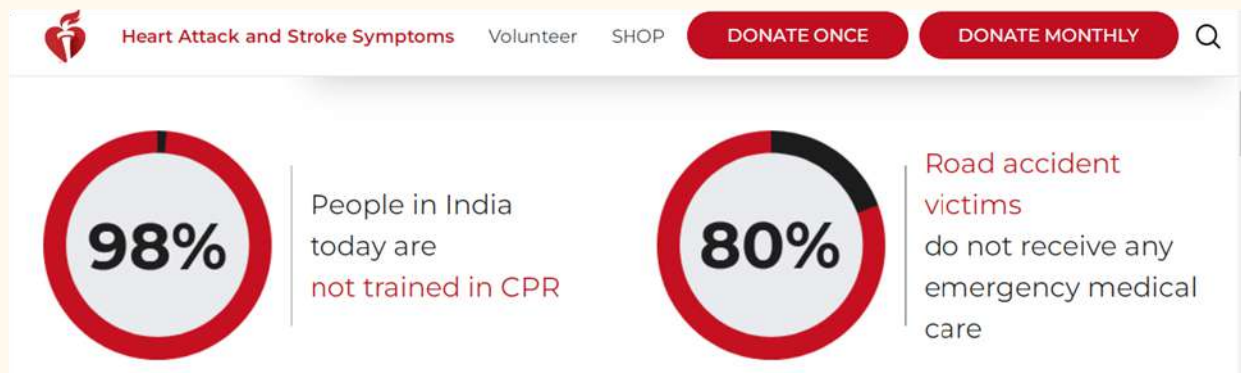 Heart Attack and Stroke Symptoms Volunteer SHOP DONATE ONCE DONATE MONTHLY
98%
People in India
today are
not trained in CPR
80%
Road accident
victims
do not receive any
emergency medical
care